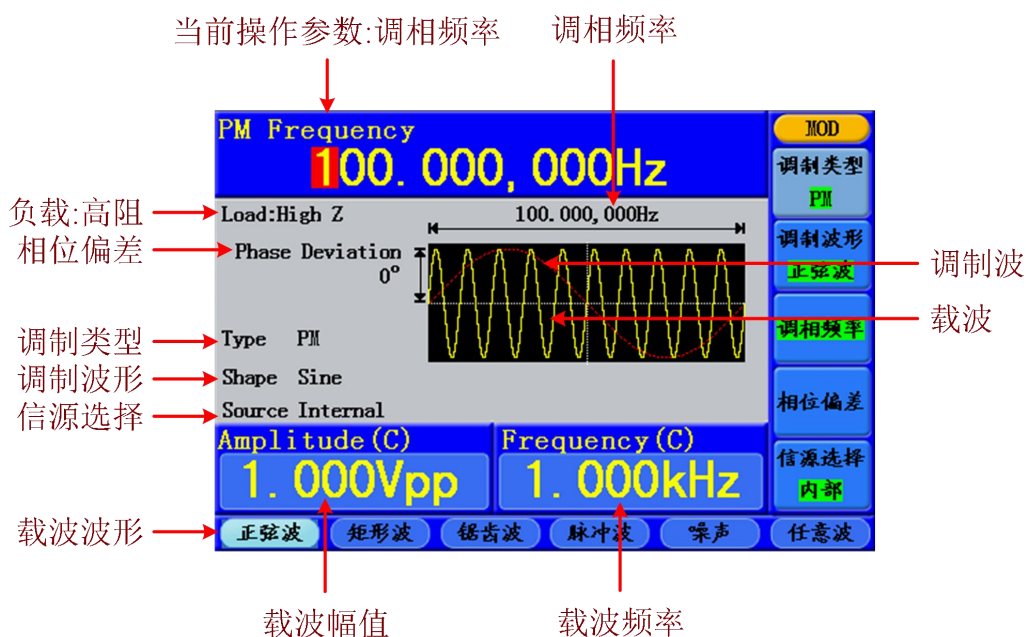 当前操作参数:调相频率
调相频率
PM Frequency
100.000,000Hz
MOD
调制类型
PM
调制波形
正弦波
调相频率
相位偏差
信源选择
内部
负载:高阻
Load:High Z
100.000,000Hz
相位偏差
Phase Deviation
0°
调制波
载波
调制类型
Type PM
调制波形
Shape Sine
信源选择
Source Internal
Amplitude(C)
Frequency(C)
1.000Vpp
1.000kHz
载波波形
正弦波
矩形波
锯齿波
脉冲波
噪声
任意波
载波幅值
载波频率